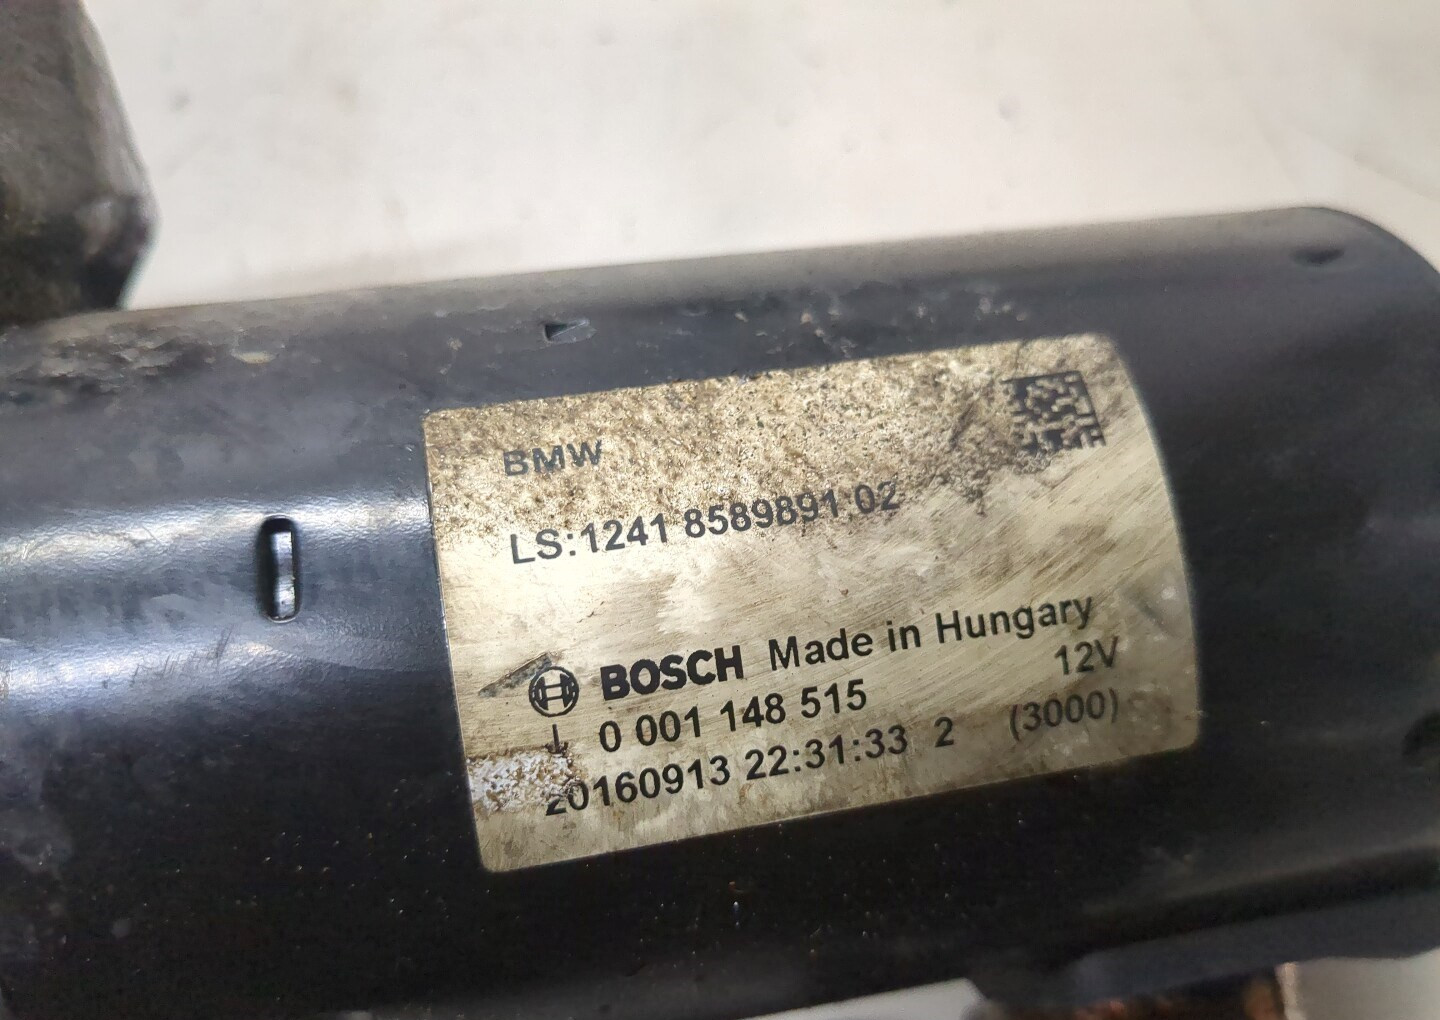 BMW
LS:1241 8589891 02
BOSCH Made in Hungary
0 001 148 515 12V
20160913 22:31:33 2 (3000)